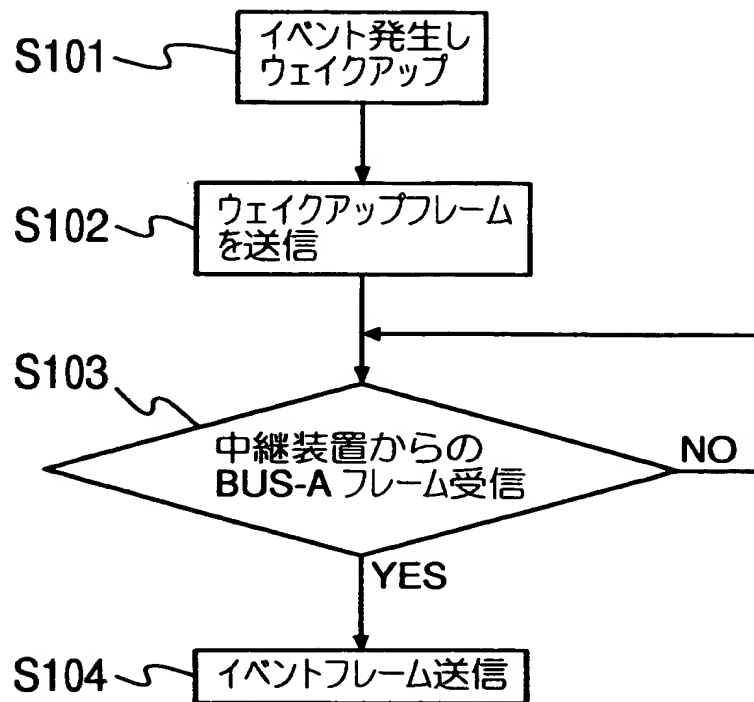 S101
イベント発生し
ウェイクアップ
S102
ウェイクアップフレーム
を送信
S103
中継装置からの
BUS-A フレーム受信
NO
YES
S104
イベントフレーム送信